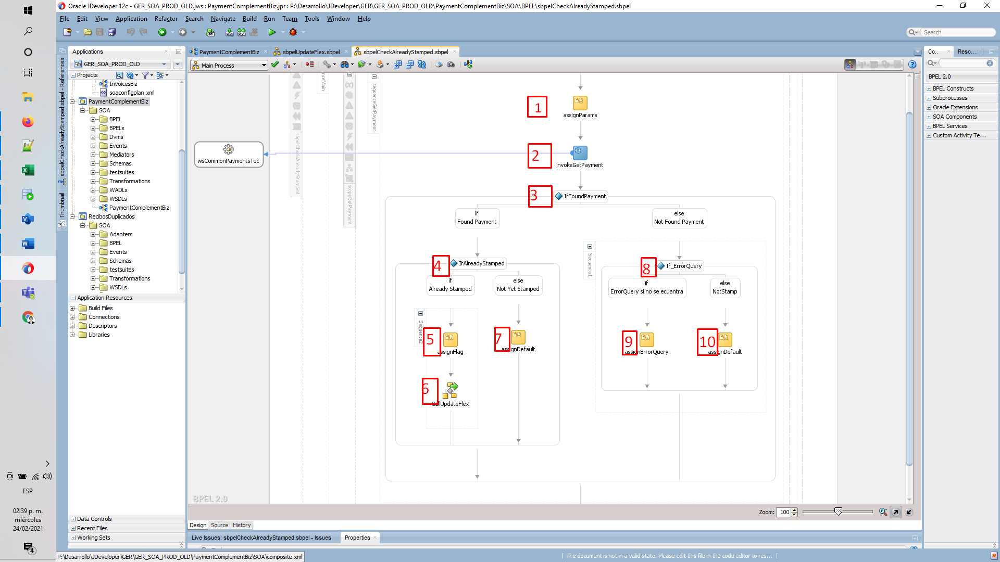 Oracle JDeveloper 12c - GER_SOA_PROD_OLD.jws : PaymentComplementBiz.jpr : P:\Desarrollo\JDeveloper\GER\GER_SOA_PROD_OLD\PaymentComplementBiz\SOA\BPEL\sbpelCheckAlreadyStamped.sbpel
File Edit View Application Refactor Search Navigate Build Run Team Tools Window Help
Search
Applications
PaymentComplementBiz
sbpelUpdateFlex.sbpel
sbpelCheckAlreadyStamped.sbpel
Co..
Reso...
GER_SOA_PROD_OLD
Main Process
Projects
BPEL 2.0
InvoicesBiz
soaconfigplan.xml
PaymentComplementBiz
SOA
BPEL
BPELs
Dvms
Events
Mediators
Schemas
testsuites
Transformations
WADLs
WSDLs
PaymentComplementBiz
RecibosDuplicados
SOA
Adapters
BPEL
Events
Schemas
testsuites
Transformations
WSDLs
Application Resources
Build Files
Connections
Descriptors
Libraries
Data Controls
Recent Files
Working Sets
sbpelCheckAlreadyStamped.sbpel - References
Thumbnail
BPEL Constructs
Subprocesses
Oracle Extensions
SOA Components
BPEL Services
Custom Activity Te...
nceMain
sequenceGetPayment
sbpelCheckAlreadyStamped
scopeGetPayment
1
assignParams
wsCommonPaymentsTec
2
invokeGetPayment
3
IfFoundPayment
if
Found Payment
else
Not Found Payment
4
IfAlreadyStamped
if
Already Stamped
else
Not Yet Stamped
Sequence1
8
If_ErrorQuery
if
ErrorQuery si no se ecuantra
else
NotStamp
Sequence2
5
assignFlag
7
assignDefault
9
assignErrorQuery
10
assignDefault
6
CallUpdateFlex
BPEL 2.0
Zoom: 100
Design Source History
Live Issues: sbpelCheckAlreadyStamped.sbpel - Issues
Properties
P:\Desarrollo\JDeveloper\GER\GER_SOA_PROD_OLD\PaymentComplementBiz\SOA\composite.xml
The document is not in a valid state. Please edit this file in the code editor to res...
ESP
02:39 p. m.
miércoles
24/02/2021
4